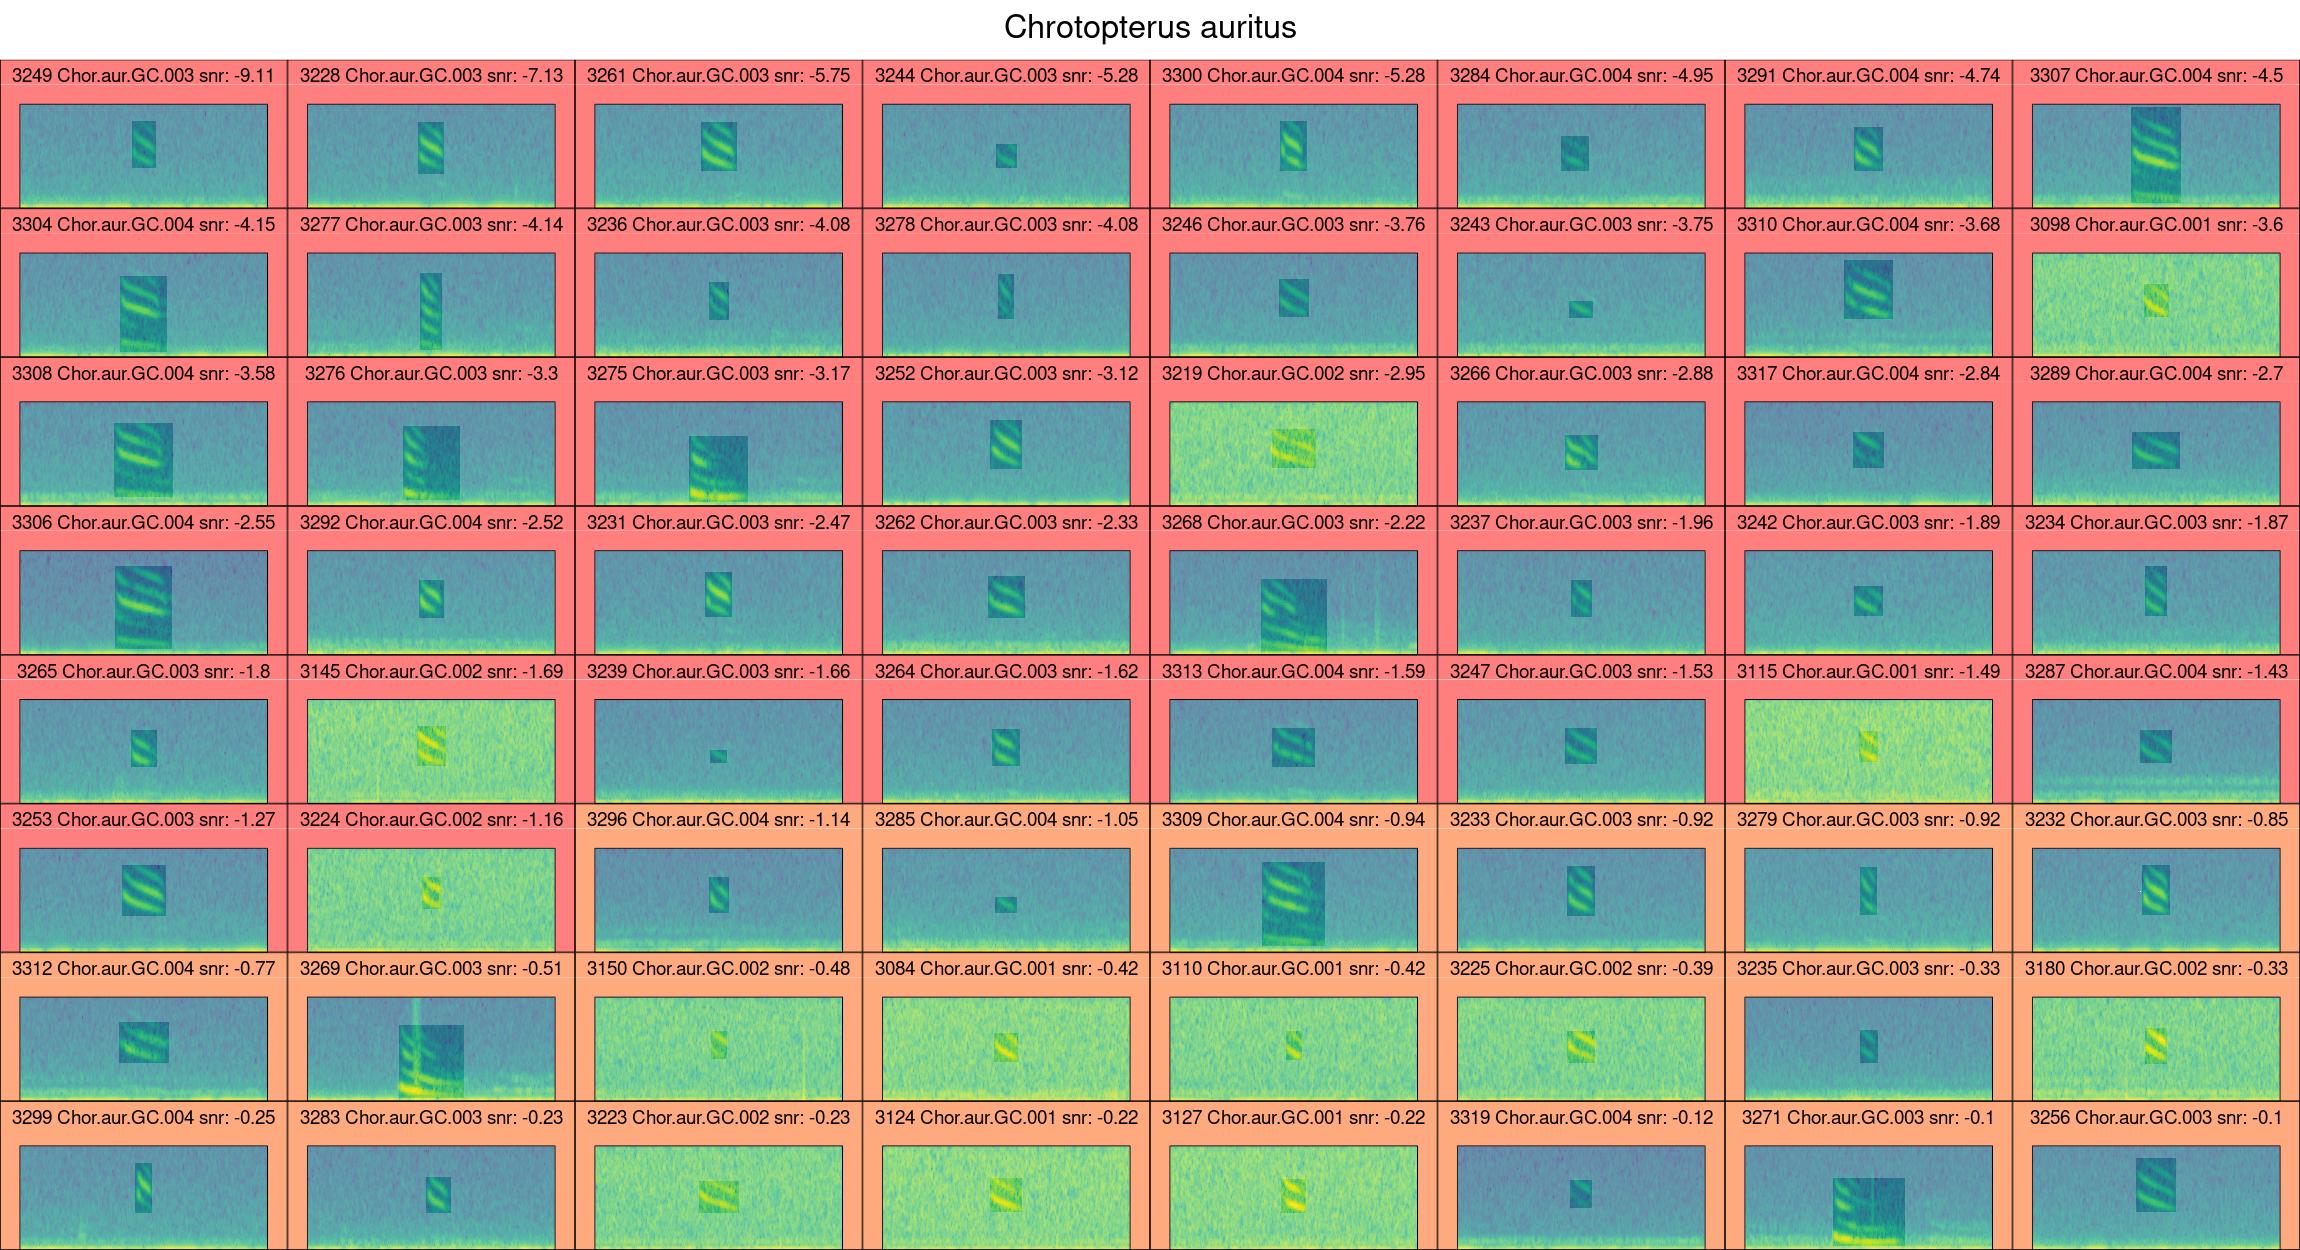 Chrotopterus auritus
3249 Chor.aur.GC.003 snr: -9.11
3228 Chor.aur.GC.003 snr: -7.13
3261 Chor.aur.GC.003 snr: -5.75
3244 Chor.aur.GC.003 snr: -5.28
3300 Chor.aur.GC.004 snr: -5.28
3284 Chor.aur.GC.004 snr: -4.95
3291 Chor.aur.GC.004 snr: -4.74
3307 Chor.aur.GC.004 snr: -4.5
3304 Chor.aur.GC.004 snr: -4.15
3277 Chor.aur.GC.003 snr: -4.14
3236 Chor.aur.GC.003 snr: -4.08
3278 Chor.aur.GC.003 snr: -4.08
3246 Chor.aur.GC.003 snr: -3.76
3243 Chor.aur.GC.003 snr: -3.75
3310 Chor.aur.GC.004 snr: -3.68
3098 Chor.aur.GC.001 snr: -3.6
3308 Chor.aur.GC.004 snr: -3.58
3276 Chor.aur.GC.003 snr: -3.3
3275 Chor.aur.GC.003 snr: -3.17
3252 Chor.aur.GC.003 snr: -3.12
3219 Chor.aur.GC.002 snr: -2.95
3266 Chor.aur.GC.003 snr: -2.88
3317 Chor.aur.GC.004 snr: -2.84
3289 Chor.aur.GC.004 snr: -2.7
3306 Chor.aur.GC.004 snr: -2.55
3292 Chor.aur.GC.004 snr: -2.52
3231 Chor.aur.GC.003 snr: -2.47
3262 Chor.aur.GC.003 snr: -2.33
3268 Chor.aur.GC.003 snr: -2.22
3237 Chor.aur.GC.003 snr: -1.96
3242 Chor.aur.GC.003 snr: -1.89
3234 Chor.aur.GC.003 snr: -1.87
3265 Chor.aur.GC.003 snr: -1.8
3145 Chor.aur.GC.002 snr: -1.69
3239 Chor.aur.GC.003 snr: -1.66
3264 Chor.aur.GC.003 snr: -1.62
3313 Chor.aur.GC.004 snr: -1.59
3247 Chor.aur.GC.003 snr: -1.53
3115 Chor.aur.GC.001 snr: -1.49
3287 Chor.aur.GC.004 snr: -1.43
3253 Chor.aur.GC.003 snr: -1.27
3224 Chor.aur.GC.002 snr: -1.16
3296 Chor.aur.GC.004 snr: -1.14
3285 Chor.aur.GC.004 snr: -1.05
3309 Chor.aur.GC.004 snr: -0.94
3233 Chor.aur.GC.003 snr: -0.92
3279 Chor.aur.GC.003 snr: -0.92
3232 Chor.aur.GC.003 snr: -0.85
3312 Chor.aur.GC.004 snr: -0.77
3269 Chor.aur.GC.003 snr: -0.51
3150 Chor.aur.GC.002 snr: -0.48
3084 Chor.aur.GC.001 snr: -0.42
3110 Chor.aur.GC.001 snr: -0.42
3225 Chor.aur.GC.002 snr: -0.39
3235 Chor.aur.GC.003 snr: -0.33
3180 Chor.aur.GC.002 snr: -0.33
3299 Chor.aur.GC.004 snr: -0.25
3283 Chor.aur.GC.003 snr: -0.23
3223 Chor.aur.GC.002 snr: -0.23
3124 Chor.aur.GC.001 snr: -0.22
3127 Chor.aur.GC.001 snr: -0.22
3319 Chor.aur.GC.004 snr: -0.12
3271 Chor.aur.GC.003 snr: -0.1
3256 Chor.aur.GC.003 snr: -0.1